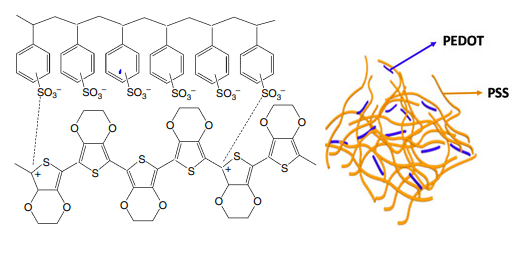 PEDOT
PSS
SO₃⁻ SO₃⁻ SO₃⁻ SO₃⁻ SO₃⁻ SO₃⁻
O O O O O O
S S S
+ +
S S S
O O O O O O